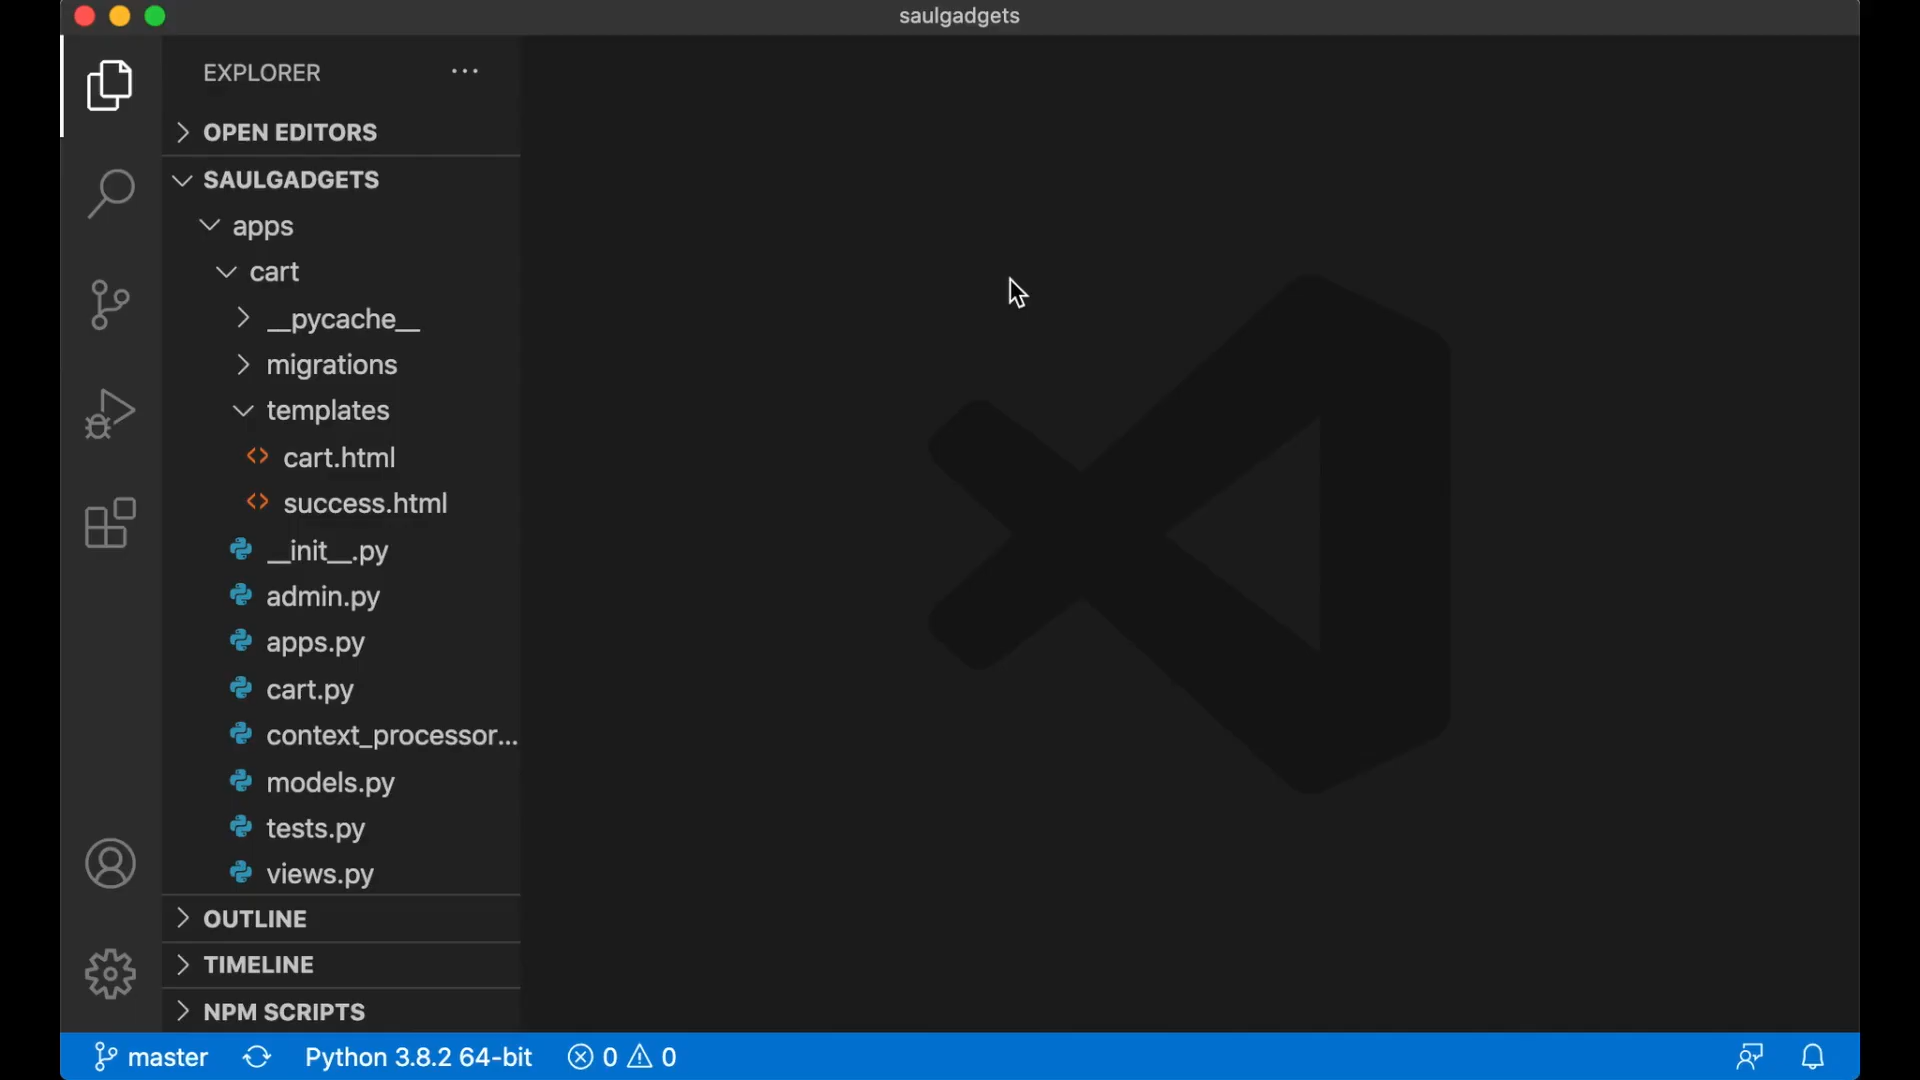 saulgadgets
EXPLORER
OPEN EDITORS
SAULGADGETS
apps
cart
__pycache__
migrations
templates
cart.html
success.html
__init__.py
admin.py
apps.py
cart.py
context_processor...
models.py
tests.py
views.py
OUTLINE
TIMELINE
NPM SCRIPTS
master Python 3.8.2 64-bit 0 0